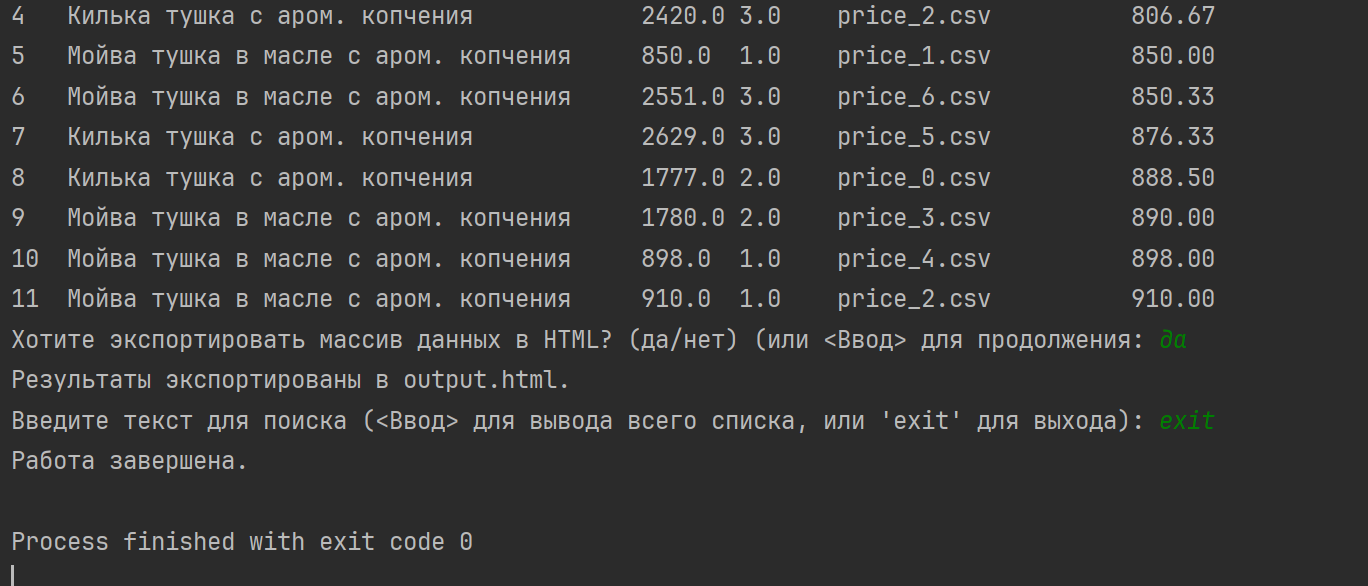 4 Килька тушка с аром. копчения 2420.0 3.0 price_2.csv 806.67
5 Мойва тушка в масле с аром. копчения 850.0 1.0 price_1.csv 850.00
6 Мойва тушка в масле с аром. копчения 2551.0 3.0 price_6.csv 850.33
7 Килька тушка с аром. копчения 2629.0 3.0 price_5.csv 876.33
8 Килька тушка с аром. копчения 1777.0 2.0 price_0.csv 888.50
9 Мойва тушка в масле с аром. копчения 1780.0 2.0 price_3.csv 890.00
10 Мойва тушка в масле с аром. копчения 898.0 1.0 price_4.csv 898.00
11 Мойва тушка в масле с аром. копчения 910.0 1.0 price_2.csv 910.00
Хотите экспортировать массив данных в HTML? (да/нет) (или <Ввод> для продолжения: да
Результаты экспортированы в output.html.
Введите текст для поиска (<Ввод> для вывода всего списка, или 'exit' для выхода): exit
Работа завершена.
Process finished with exit code 0